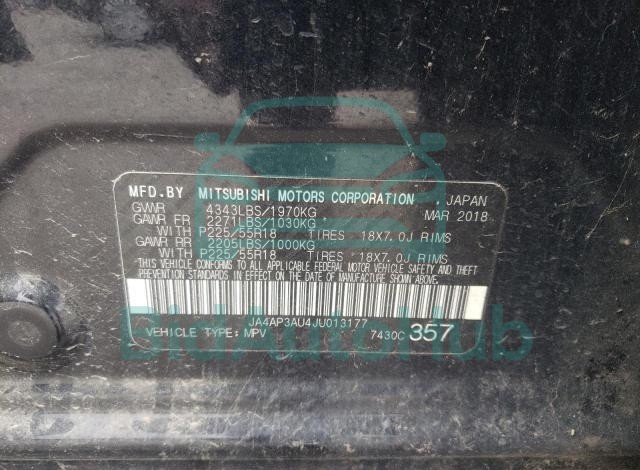 MFD.BY MITSUBISHI MOTORS CORPORATION , JAPAN
GVWR 4343LBS/1970KG MAR 2018
GAWR FR 2271LBS/1030KG
WITH P225/55R18 TIRES : 18X7.0J RIMS
GAWR RR 2205LBS/1000KG
WITH P225/55R18 TIRES : 18X7.0J RIMS
THIS VEHICLE CONFORMS TO ALL APPLICABLE FEDERAL MOTOR VEHICLE SAFETY AND
THEFT PREVENTION STANDARDS IN EFFECT ON THE DATE OF MANUFACTURE SHOWN ABOVE.
JA4AP3AU4JU013177
VEHICLE TYPE: MPV 7430C 357
BidAutoHub